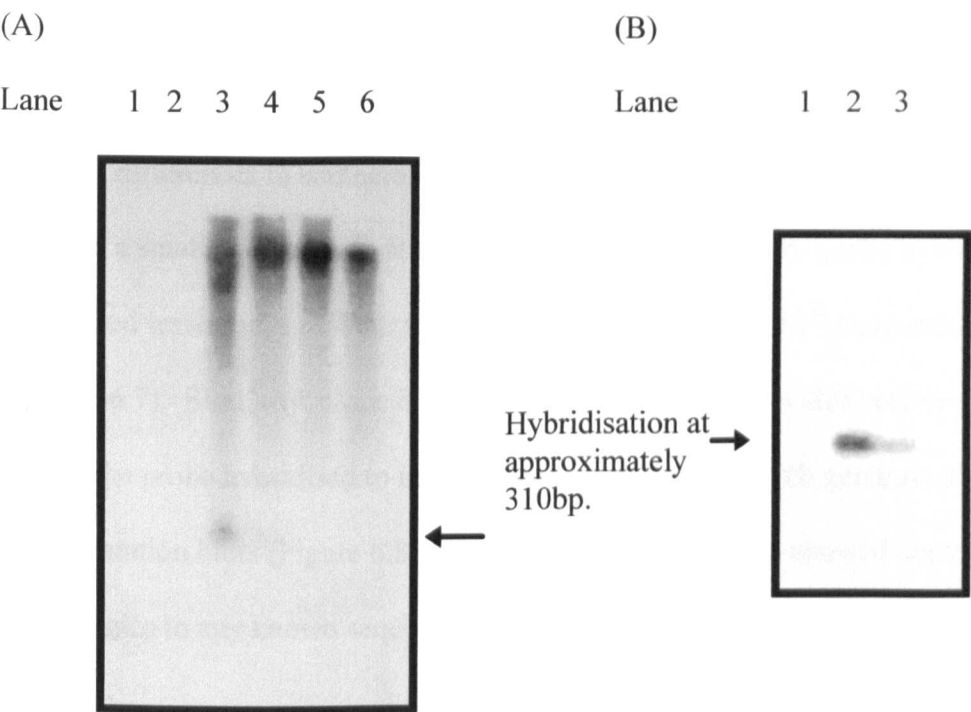 (A)
(B)
Lane 1 2 3 4 5 6
Lane 1 2 3
Hybridisation at
approximately
310bp.